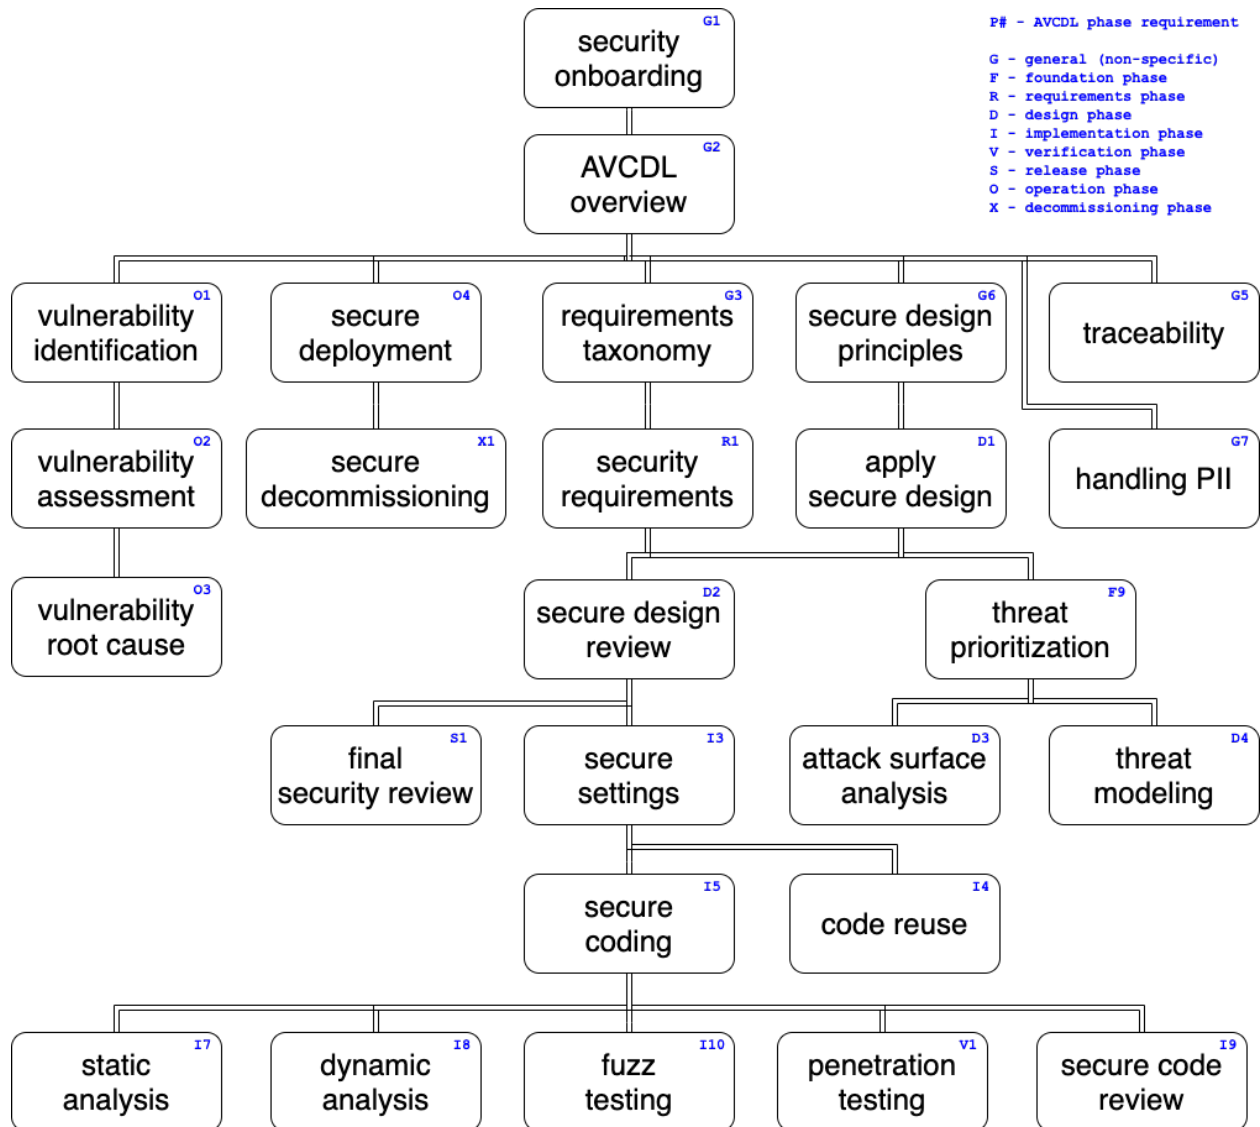 G1
security
onboarding
P# - AVCDL phase requirement
G - general (non-specific)
F - foundation phase
R - requirements phase
D - design phase
I - implementation phase
V - verification phase
S - release phase
O - operation phase
X - decommissioning phase
G2
AVCDL
overview
O1
vulnerability
identification
O4
secure
deployment
G3
requirements
taxonomy
G6
secure design
principles
G5
traceability
O2
vulnerability
assessment
X1
secure
decommissioning
R1
security
requirements
D1
apply
secure design
G7
handling PII
O3
vulnerability
root cause
D2
secure design
review
F9
threat
prioritization
S1
final
security review
I3
secure
settings
D3
attack surface
analysis
D4
threat
modeling
I5
secure
coding
I4
code reuse
I7
static
analysis
I8
dynamic
analysis
I10
fuzz
testing
V1
penetration
testing
I9
secure code
review